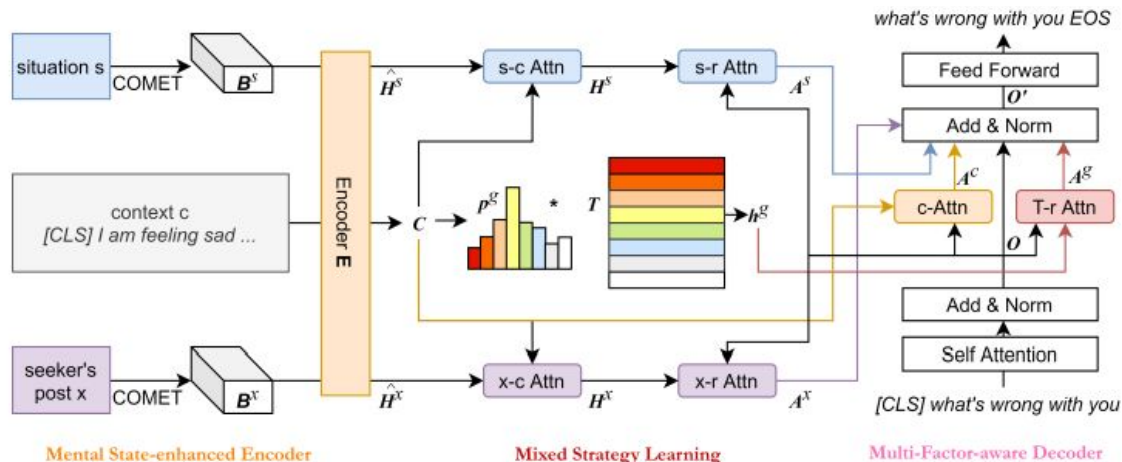 what's wrong with you EOS
situation s
COMET
B^s
Ĥ^s
s-c Attn
H^s
s-r Attn
A^s
Feed Forward
O'
Add & Norm
context c
[CLS] I am feeling sad ...
Encoder E
C
p^g
*
T
h^g
A^c
A^g
c-Attn
T-r Attn
O
Add & Norm
Self Attention
seeker's
post x
COMET
B^x
Ĥ^x
x-c Attn
H^x
x-r Attn
A^x
[CLS] what's wrong with you
Mental State-enhanced Encoder
Mixed Strategy Learning
Multi-Factor-aware Decoder